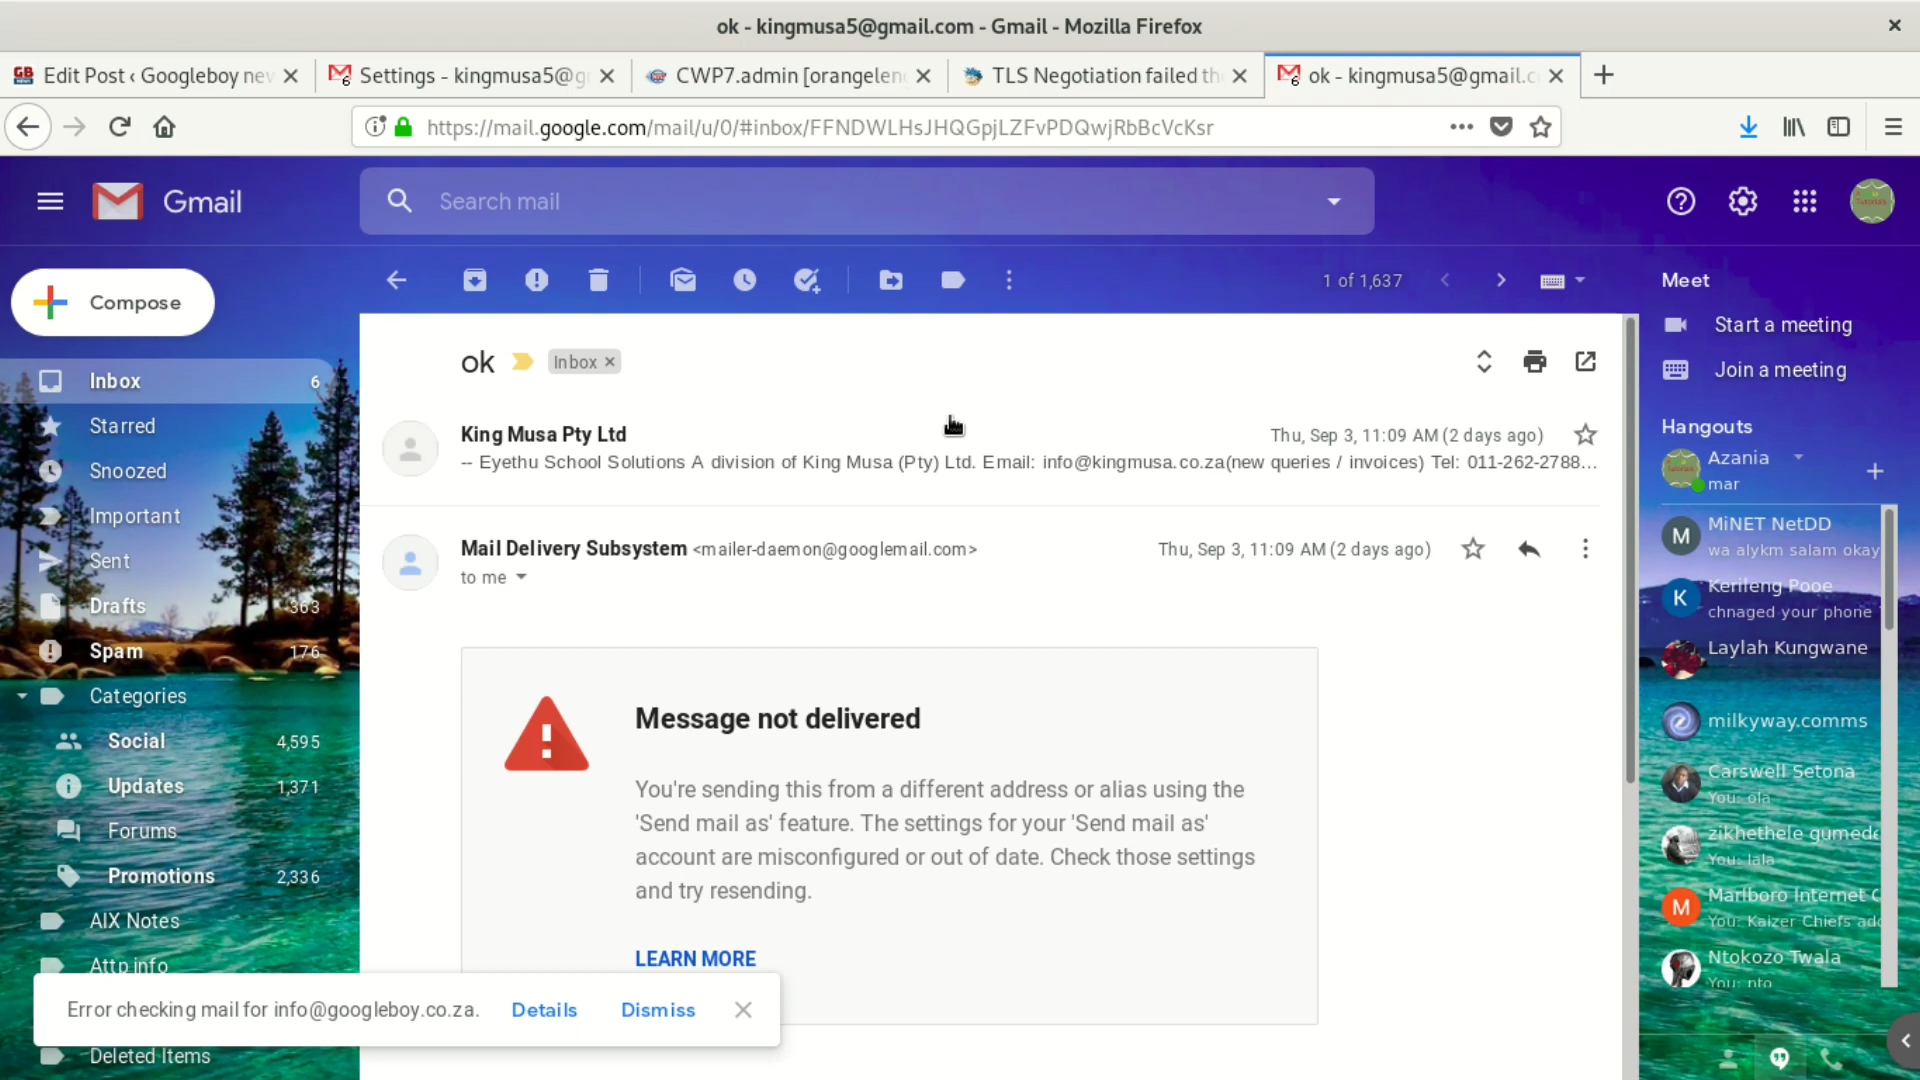 ok - kingmusa5@gmail.com - Gmail - Mozilla Firefox
Edit Post ‹ Googleboy nev
Settings - kingmusa5@g
CWP7.admin [orangelen
TLS Negotiation failed th
ok - kingmusa5@gmail.c
https://mail.google.com/mail/u/0/#inbox/FFNDWLHsJHQGpjLZFvPDQwjRbBcVcKsr
Gmail
Search mail
Compose
1 of 1,637
Inbox 6
Starred
Snoozed
Important
Sent
Drafts 363
Spam 176
Categories
Social 4,595
Updates 1,371
Forums
Promotions 2,336
AIX Notes
Attp info
Deleted Items
ok
Inbox ×
King Musa Pty Ltd
Thu, Sep 3, 11:09 AM (2 days ago)
-- Eyethu School Solutions A division of King Musa (Pty) Ltd. Email: info@kingmusa.co.za(new queries / invoices) Tel: 011-262-2788...
Mail Delivery Subsystem <mailer-daemon@googlemail.com>
Thu, Sep 3, 11:09 AM (2 days ago)
to me
Message not delivered
You're sending this from a different address or alias using the
'Send mail as' feature. The settings for your 'Send mail as'
account are misconfigured or out of date. Check those settings
and try resending.
LEARN MORE
Error checking mail for info@googleboy.co.za.
Details
Dismiss
Meet
Start a meeting
Join a meeting
Hangouts
Azania
mar
M
MiNET NetDD
wa alykm salam okay
K
Kerileng Pooe
chnaged your phone
Laylah Kungwane
milkyway.comms
Carswell Setona
You: ola
zikhethele gumede
You: lala
M
Marlboro Internet C
You: Kaizer Chiefs add
Ntokozo Twala
You: nto